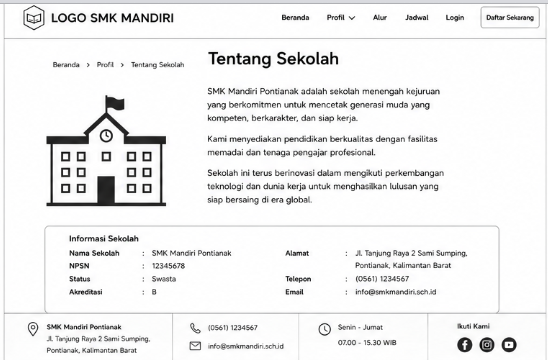 LOGO SMK MANDIRI
Beranda Profil Alur Jadwal Login Daftar Sekarang
Beranda > Profil > Tentang Sekolah
Tentang Sekolah
SMK Mandiri Pontianak adalah sekolah menengah kejuruan
yang berkomitmen untuk mencetak generasi muda yang
kompeten, berkarakter, dan siap kerja.
Kami menyediakan pendidikan berkualitas dengan fasilitas
memadai dan tenaga pengajar profesional.
Sekolah ini terus berinovasi dalam mengikuti perkembangan
teknologi dan dunia kerja untuk menghasilkan lulusan yang
siap bersaing di era global.
Informasi Sekolah
Nama Sekolah : SMK Mandiri Pontianak
NPSN : 12345678
Status : Swasta
Akreditasi : B
Alamat : Jl. Tanjung Raya 2 Sami Sumping,
Pontianak, Kalimantan Barat
Telepon : (0561) 1234567
Email : info@smkmandiri.sch.id
SMK Mandiri Pontianak
Jl. Tanjung Raya 2 Sami Sumping,
Pontianak, Kalimantan Barat
(0561) 1234567
info@smkmandiri.sch.id
Senin - Jumat
07.00 - 15.30 WIB
Ikuti Kami